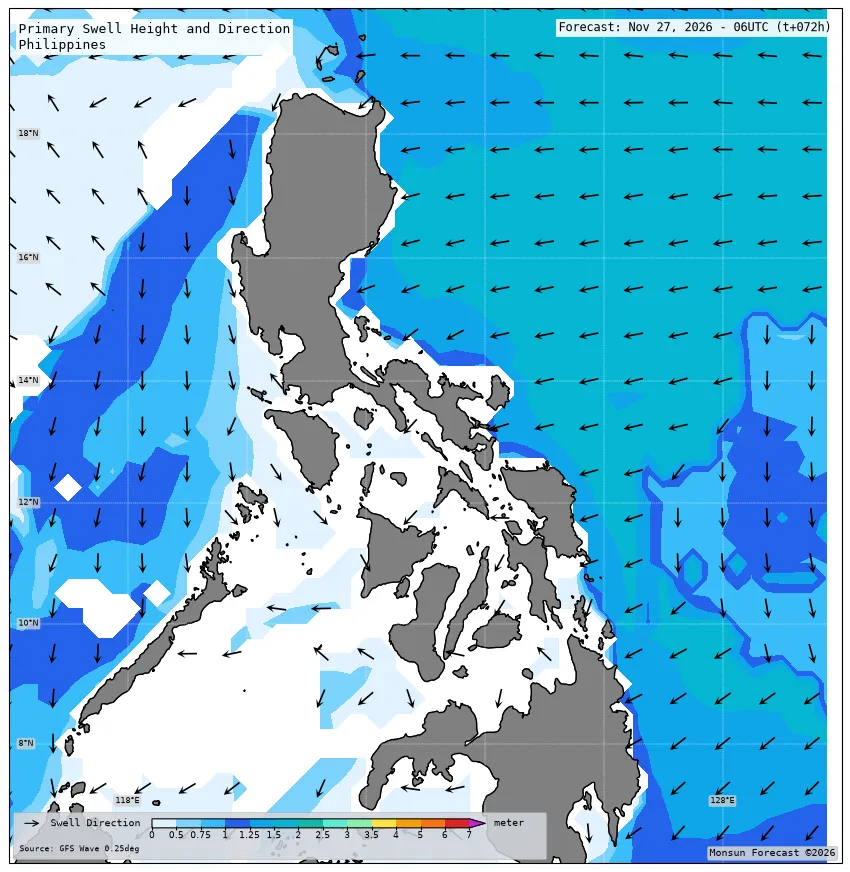 Primary Swell Height and Direction
Philippines
Forecast: Nov 27, 2026 - 06UTC (t+072h)
18°N
16°N
14°N
12°N
10°N
8°N
118°E
128°E
Swell Direction
0 0.5 0.75 1 1.25 1.5 2 2.5 3 3.5 4 5 6 7
meter
Source: GFS Wave 0.25deg
Monsun Forecast ©2026